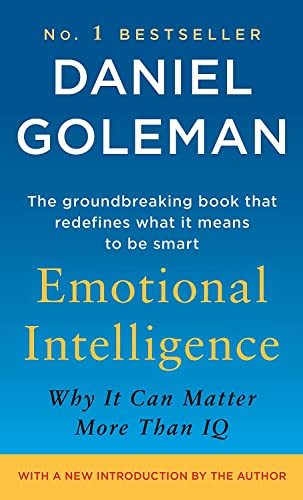 No. 1 BESTSELLER
DANIEL
GOLEMAN
The groundbreaking book that
redefines what it means
to be smart
Emotional
Intelligence
Why It Can Matter
More Than IQ
WITH A NEW INTRODUCTION BY THE AUTHOR